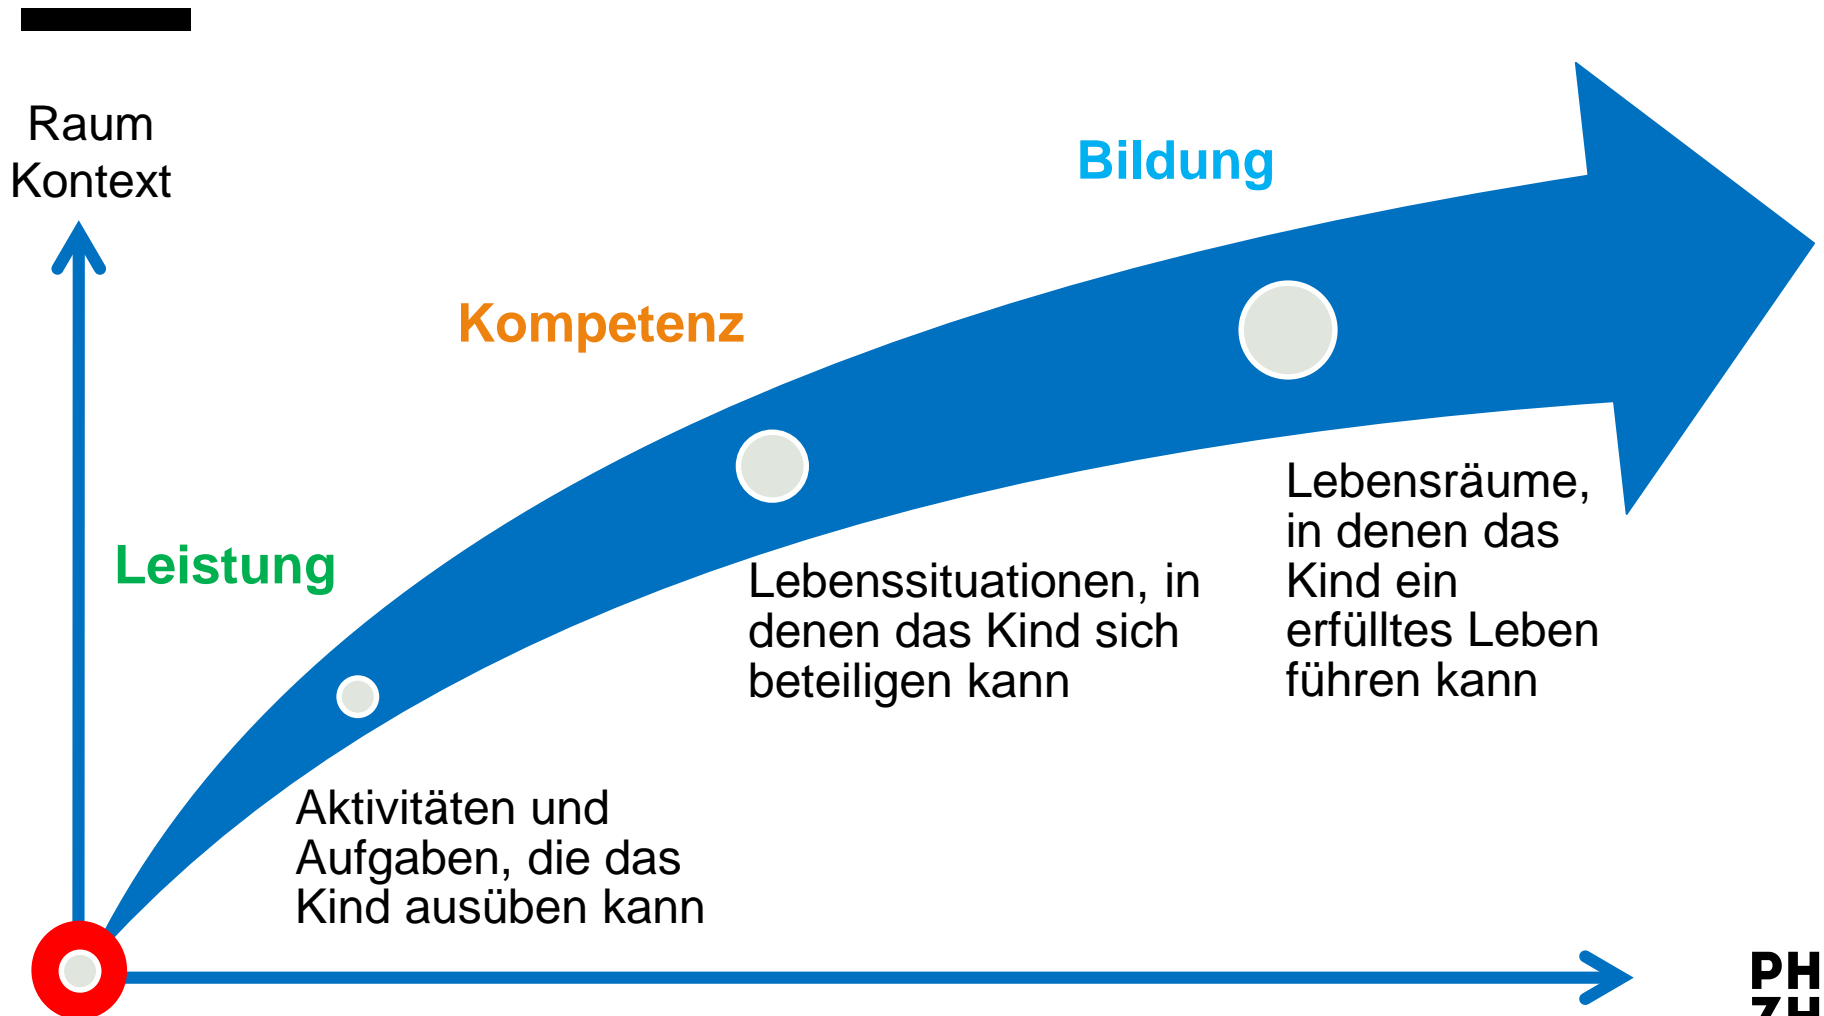 Raum
Kontext
Bildung
Kompetenz
Leistung
Lebensräume,
in denen das
Kind ein
erfülltes Leben
führen kann
Lebenssituationen, in
denen das Kind sich
beteiligen kann
Aktivitäten und
Aufgaben, die das
Kind ausüben kann
PH
ZH